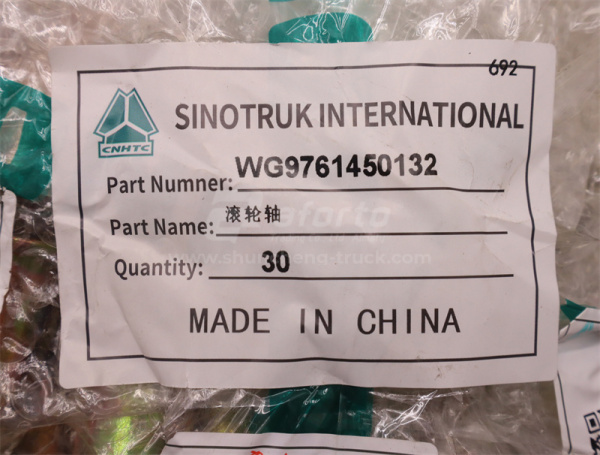 692
SINOTRUK INTERNATIONAL
CNHTC
Part Numner: WG9761450132
Part Name: 滚轮轴
Quantity: 30
MADE IN CHINA